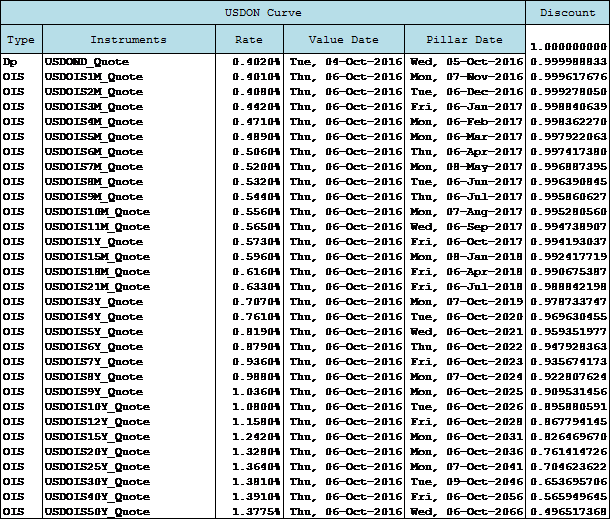 USDON Curve Discount
Type Instruments Rate Value Date Pillar Date
1.000000000
Dp USDOND_Quote 0.4020% Tue, 04-Oct-2016 Wed, 05-Oct-2016 0.999988833
OIS USDOIS1M_Quote 0.4010% Thu, 06-Oct-2016 Mon, 07-Nov-2016 0.999617676
OIS USDOIS2M_Quote 0.4080% Thu, 06-Oct-2016 Tue, 06-Dec-2016 0.999278050
OIS USDOIS3M_Quote 0.4420% Thu, 06-Oct-2016 Fri, 06-Jan-2017 0.998840639
OIS USDOIS4M_Quote 0.4710% Thu, 06-Oct-2016 Mon, 06-Feb-2017 0.998362270
OIS USDOIS5M_Quote 0.4890% Thu, 06-Oct-2016 Mon, 06-Mar-2017 0.997922063
OIS USDOIS6M_Quote 0.5060% Thu, 06-Oct-2016 Thu, 06-Apr-2017 0.997417380
OIS USDOIS7M_Quote 0.5200% Thu, 06-Oct-2016 Mon, 08-May-2017 0.996887395
OIS USDOIS8M_Quote 0.5320% Thu, 06-Oct-2016 Tue, 06-Jun-2017 0.996390845
OIS USDOIS9M_Quote 0.5440% Thu, 06-Oct-2016 Thu, 06-Jul-2017 0.995860627
OIS USDOIS10M_Quote 0.5560% Thu, 06-Oct-2016 Mon, 07-Aug-2017 0.995280560
OIS USDOIS11M_Quote 0.5650% Thu, 06-Oct-2016 Wed, 06-Sep-2017 0.994738907
OIS USDOIS1Y_Quote 0.5730% Thu, 06-Oct-2016 Fri, 06-Oct-2017 0.994193037
OIS USDOIS15M_Quote 0.5960% Thu, 06-Oct-2016 Mon, 08-Jan-2018 0.992417719
OIS USDOIS18M_Quote 0.6160% Thu, 06-Oct-2016 Fri, 06-Apr-2018 0.990675387
OIS USDOIS21M_Quote 0.6330% Thu, 06-Oct-2016 Fri, 06-Jul-2018 0.988842198
OIS USDOIS3Y_Quote 0.7070% Thu, 06-Oct-2016 Mon, 07-Oct-2019 0.978733747
OIS USDOIS4Y_Quote 0.7610% Thu, 06-Oct-2016 Tue, 06-Oct-2020 0.969630455
OIS USDOIS5Y_Quote 0.8190% Thu, 06-Oct-2016 Wed, 06-Oct-2021 0.959351977
OIS USDOIS6Y_Quote 0.8790% Thu, 06-Oct-2016 Thu, 06-Oct-2022 0.947928363
OIS USDOIS7Y_Quote 0.9360% Thu, 06-Oct-2016 Fri, 06-Oct-2023 0.935674173
OIS USDOIS8Y_Quote 0.9880% Thu, 06-Oct-2016 Mon, 07-Oct-2024 0.922807624
OIS USDOIS9Y_Quote 1.0360% Thu, 06-Oct-2016 Mon, 06-Oct-2025 0.909531456
OIS USDOIS10Y_Quote 1.0800% Thu, 06-Oct-2016 Tue, 06-Oct-2026 0.895880591
OIS USDOIS12Y_Quote 1.1580% Thu, 06-Oct-2016 Fri, 06-Oct-2028 0.867794145
OIS USDOIS15Y_Quote 1.2420% Thu, 06-Oct-2016 Mon, 06-Oct-2031 0.826469670
OIS USDOIS20Y_Quote 1.3280% Thu, 06-Oct-2016 Mon, 06-Oct-2036 0.761414726
OIS USDOIS25Y_Quote 1.3640% Thu, 06-Oct-2016 Mon, 07-Oct-2041 0.704623622
OIS USDOIS30Y_Quote 1.3810% Thu, 06-Oct-2016 Tue, 09-Oct-2046 0.653695706
OIS USDOIS40Y_Quote 1.3910% Thu, 06-Oct-2016 Fri, 06-Oct-2056 0.565949645
OIS USDOIS50Y_Quote 1.3775% Thu, 06-Oct-2016 Wed, 06-Oct-2066 0.496517368